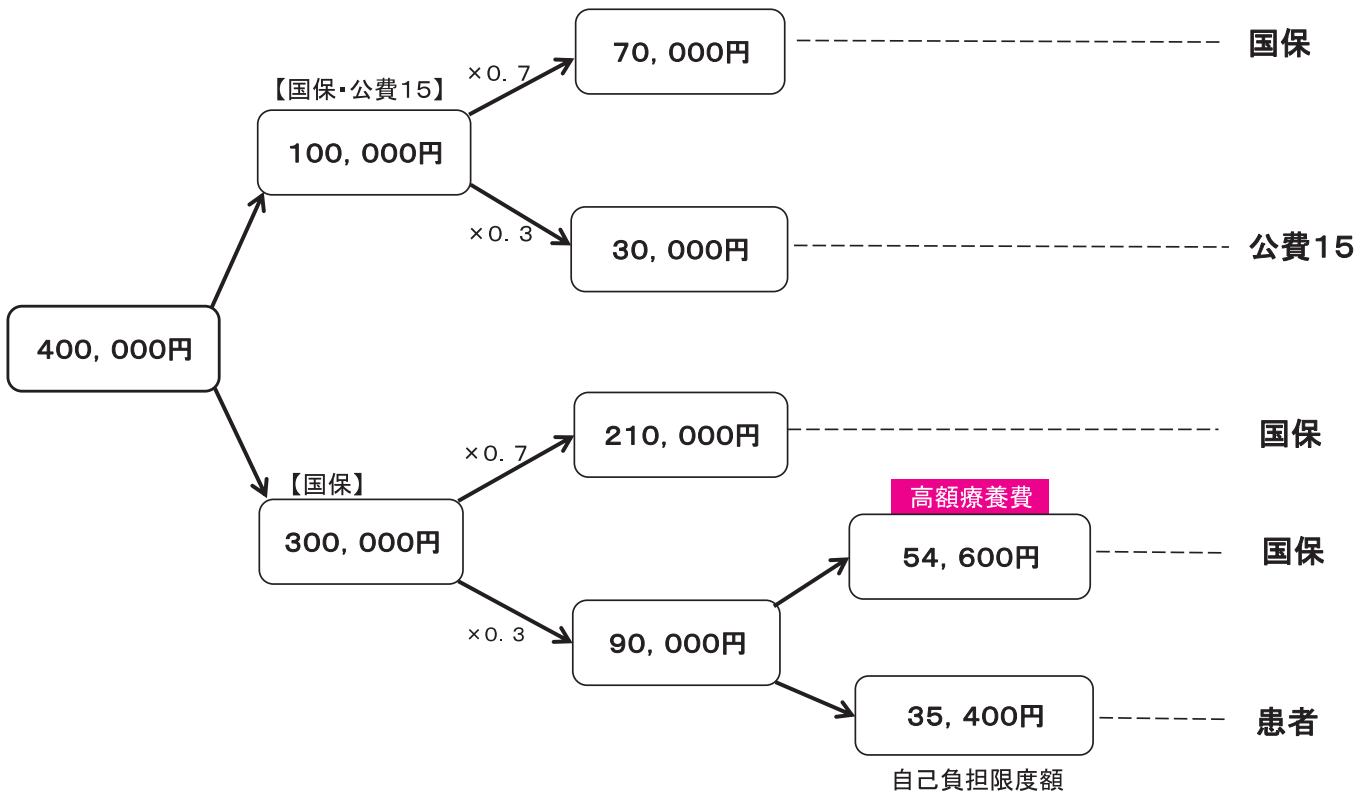 70,000円
国保
×0.7
【国保・公費15】
100,000円
×0.3
30,000円
公費15
400,000円
210,000円
国保
×0.7
【国保】
300,000円
高額療養費
54,600円
国保
×0.3
90,000円
35,400円
患者
自己負担限度額